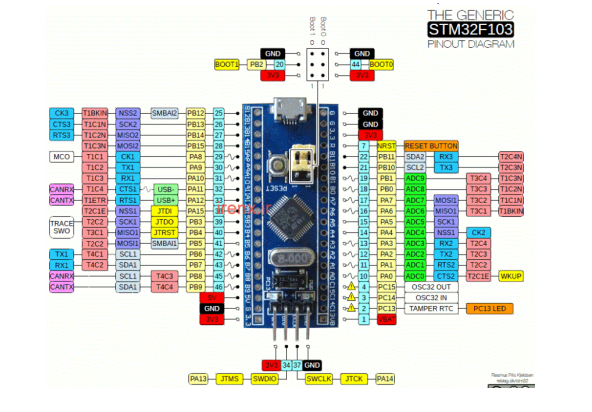 THE GENERIC
STM32F103
PINOUT DIAGRAM
Boot 1 Boot 0
GND GND
BOOT1 PB2 20 44 BOOT0
3V3 3V3
CK3 T1BKIN NSS2 SMBAI2 PB12 25
CTS3 T1C1N SCK2 PB13 26
RTS3 T1C2N MISO2 PB14 27
T1C3N MOSI2 PB15 28
MCO T1C1 CK1 PA8 29
T1C2 TX1 PA9 30
T1C3 RX1 PA10 31
CANRX T1C4 CTS1 USB- PA11 32
CANTX T1ETR RTS1 USB+ PA12 33
T2C1E NSS1 JTDI PA15 38
TRACE SWO T2C2 SCK1 JTDO PB3 39
T3C1 MISO1 JTRST PB4 40
T3C2 MOSI1 SMBAI1 PB5 41
TX1 T4C1 SCL1 PB6 42
RX1 T4C2 SDA1 PB7 43
CANRX SCL1 T4C3 PB8 45
CANTX SDA1 T4C4 PB9 46
5V
GND
3V3
GND
GND
3V3
7 NRST RESET BUTTON
22 PB11 SDA2 RX3 T2C4N
21 PB10 SCL2 TX3 T2C3N
19 PB1 ADC9 T3C4 T1C3N
18 PB0 ADC8 T3C3 T1C2N
17 PA7 ADC7 MOSI1 T3C2 T1C1N
16 PA6 ADC6 MISO1 T3C1 T1BKIN
15 PA5 ADC5 SCK1
14 PA4 ADC4 NSS1 CK2
13 PA3 ADC3 RX2 T2C4
12 PA2 ADC2 TX2 T2C3
11 PA1 ADC1 RTS2 T2C2
10 PA0 ADC0 CTS2 T2C1E WKUP
4 PC15 OSC32 OUT
3 PC14 OSC32 IN
2 PC13 TAMPER RTC PC13 LED
1 VBAT
RESET
8-000
3V3 34 37 GND
PA13 JTMS SWDIO SWCLK JTCK PA14